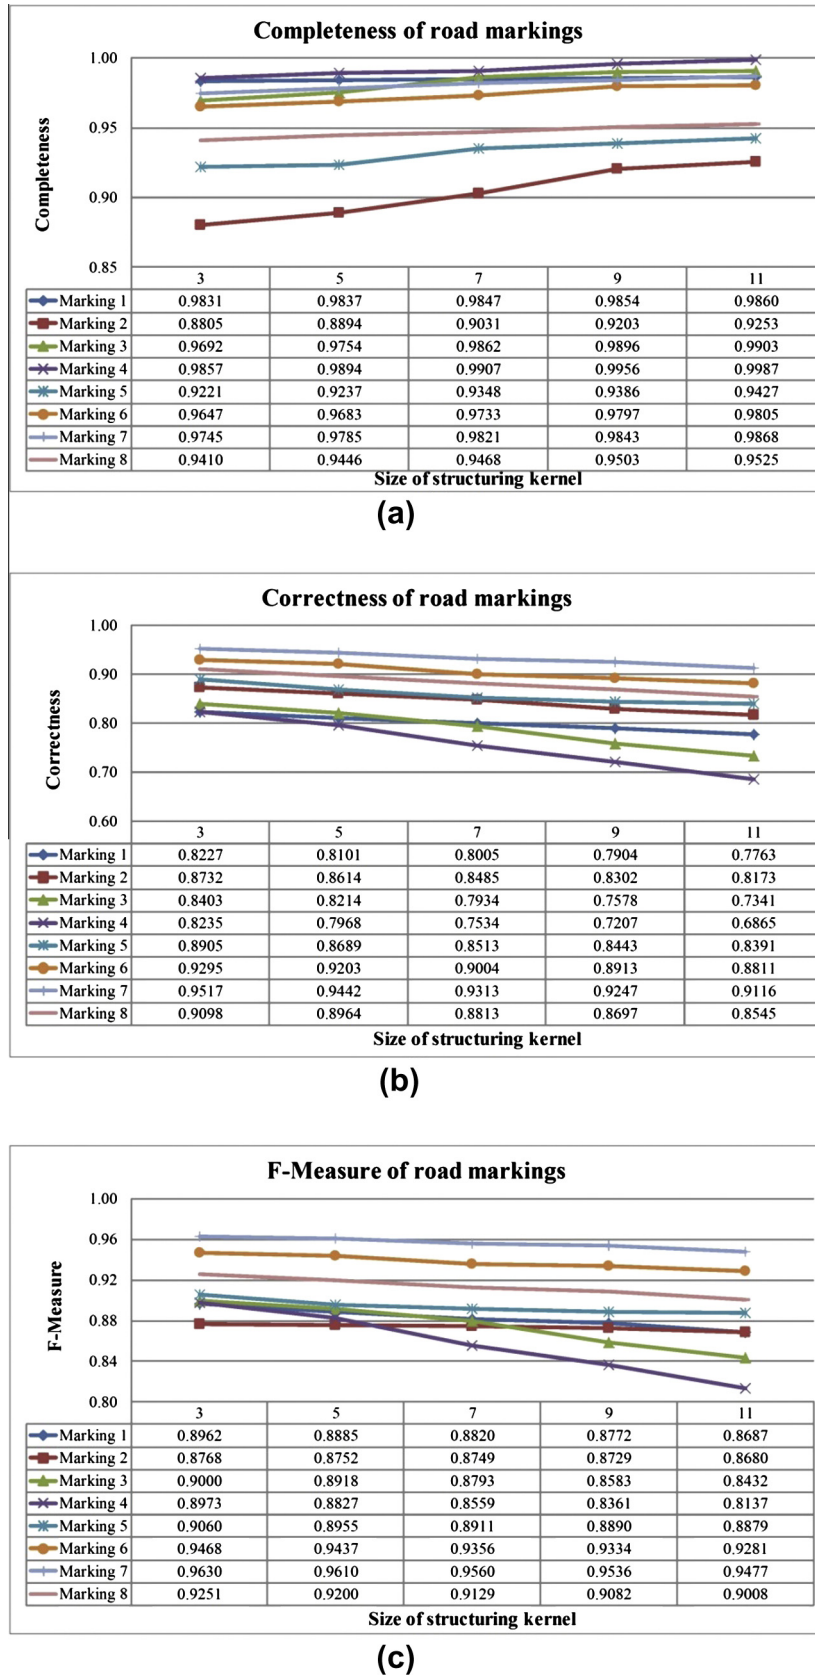 Completeness of road markings
1.00
0.95
0.90
0.85
Completeness
3 5 7 9 11
Marking 1 0.9831 0.9837 0.9847 0.9854 0.9860
Marking 2 0.8805 0.8894 0.9031 0.9203 0.9253
Marking 3 0.9692 0.9754 0.9862 0.9896 0.9903
Marking 4 0.9857 0.9894 0.9907 0.9956 0.9987
Marking 5 0.9221 0.9237 0.9348 0.9386 0.9427
Marking 6 0.9647 0.9683 0.9733 0.9797 0.9805
Marking 7 0.9745 0.9785 0.9821 0.9843 0.9868
Marking 8 0.9410 0.9446 0.9468 0.9503 0.9525
Size of structuring kernel
(a)
Correctness of road markings
1.00
0.90
0.80
0.70
0.60
Correctness
3 5 7 9 11
Marking 1 0.8227 0.8101 0.8005 0.7904 0.7763
Marking 2 0.8732 0.8614 0.8485 0.8302 0.8173
Marking 3 0.8403 0.8214 0.7934 0.7578 0.7341
Marking 4 0.8235 0.7968 0.7534 0.7207 0.6865
Marking 5 0.8905 0.8689 0.8513 0.8443 0.8391
Marking 6 0.9295 0.9203 0.9004 0.8913 0.8811
Marking 7 0.9517 0.9442 0.9313 0.9247 0.9116
Marking 8 0.9098 0.8964 0.8813 0.8697 0.8545
Size of structuring kernel
(b)
F-Measure of road markings
1.00
0.96
0.92
0.88
0.84
0.80
F-Measure
3 5 7 9 11
Marking 1 0.8962 0.8885 0.8820 0.8772 0.8687
Marking 2 0.8768 0.8752 0.8749 0.8729 0.8680
Marking 3 0.9000 0.8918 0.8793 0.8583 0.8432
Marking 4 0.8973 0.8827 0.8559 0.8361 0.8137
Marking 5 0.9060 0.8955 0.8911 0.8890 0.8879
Marking 6 0.9468 0.9437 0.9356 0.9334 0.9281
Marking 7 0.9630 0.9610 0.9560 0.9536 0.9477
Marking 8 0.9251 0.9200 0.9129 0.9082 0.9008
Size of structuring kernel
(c)